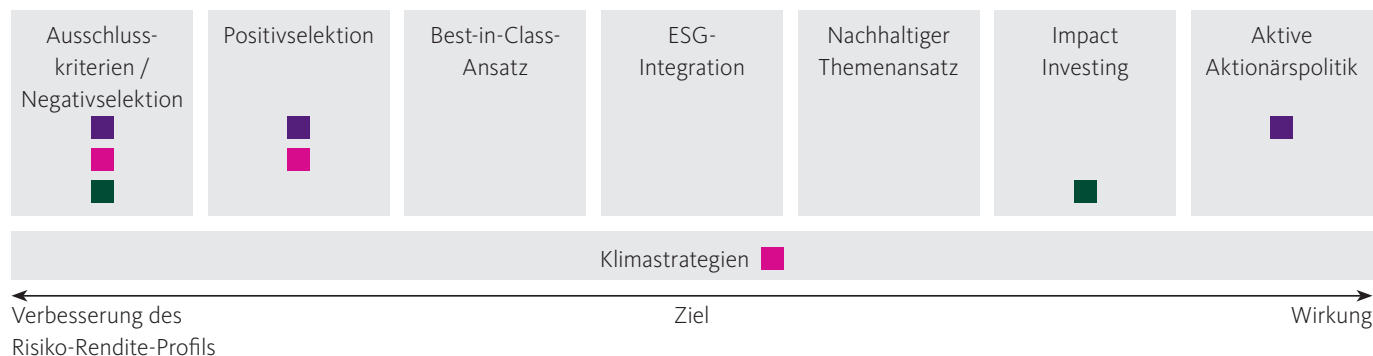 Ausschluss-
kriterien /
Negativselektion
Positivselektion
Best-in-Class-
Ansatz
ESG-
Integration
Nachhaltiger
Themenansatz
Impact
Investing
Aktive
Aktionärspolitik
Klimastrategien
Verbesserung des
Risiko-Rendite-Profils
Ziel
Wirkung